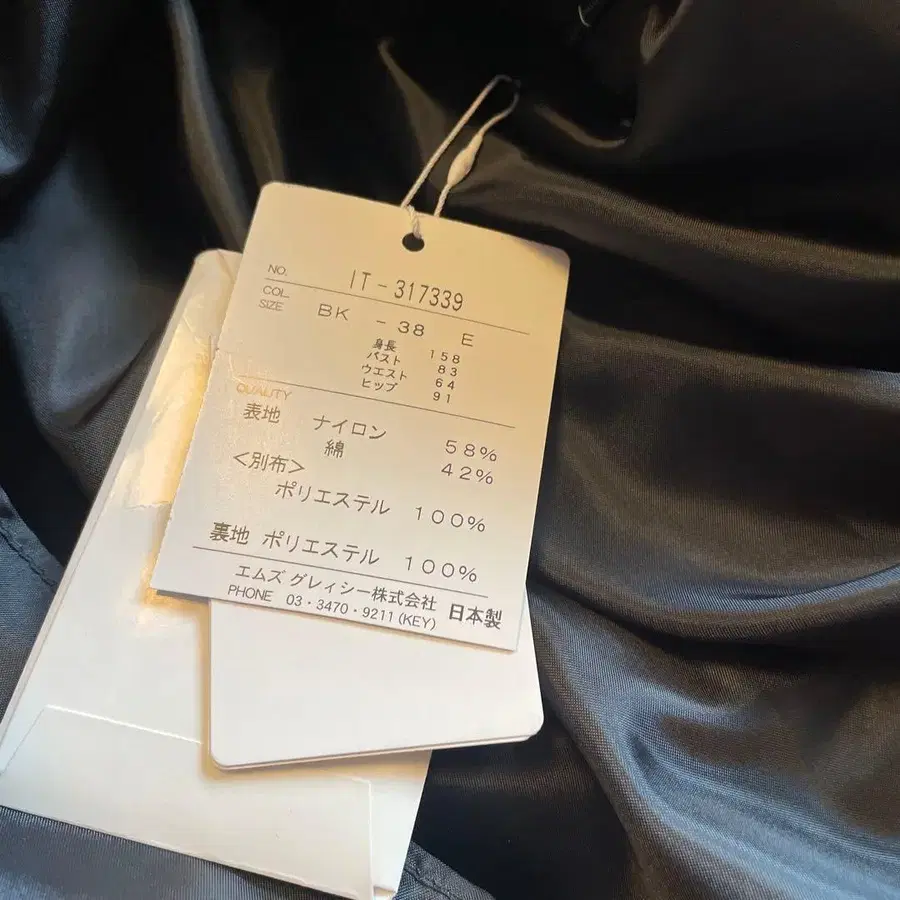 NO. IT-317339
COL. BK - 38 E
SIZE
身長 158
バスト 83
ウエスト 64
ヒップ 91
QUALITY
表地 ナイロン 58%
綿 42%
<別布>
ポリエステル 100%
裏地 ポリエステル 100%
エムズ グレィシー株式会社 日本製
PHONE 03・3470・9211 (KEY)